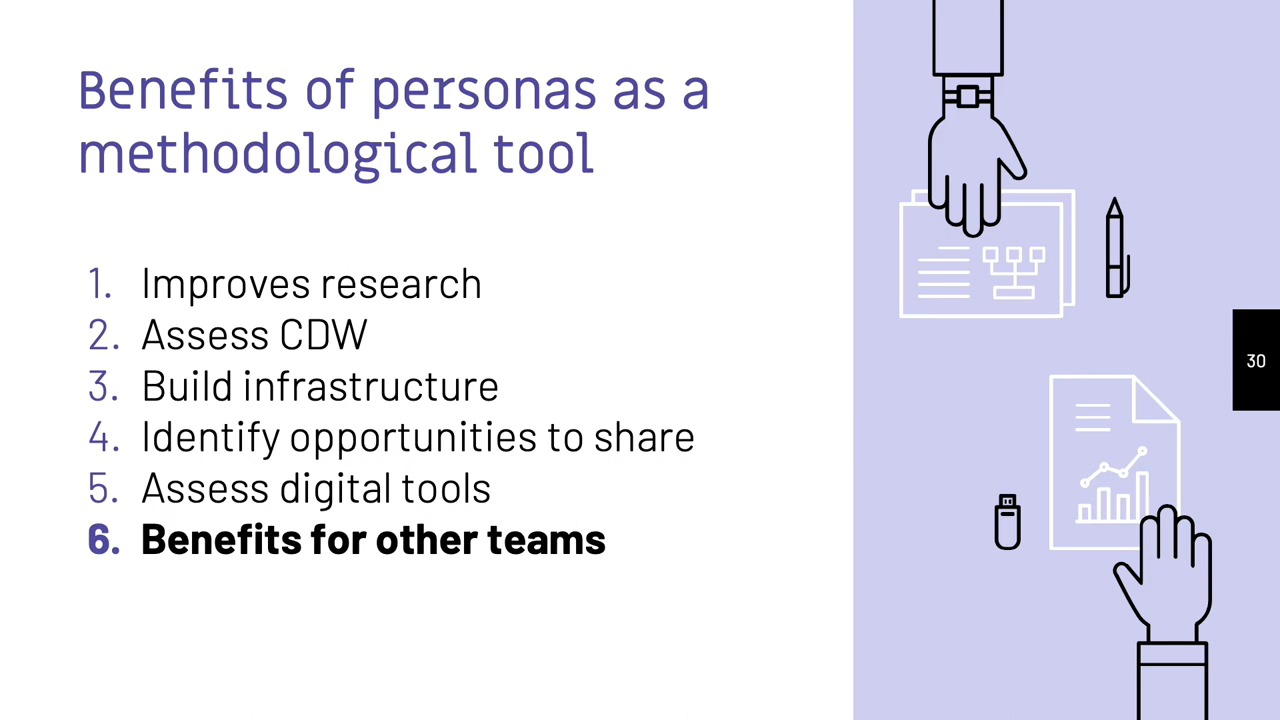 Benefits of personas as a
methodological tool
1. Improves research
2. Assess CDW
3. Build infrastructure
4. Identify opportunities to share
5. Assess digital tools
6. Benefits for other teams
30